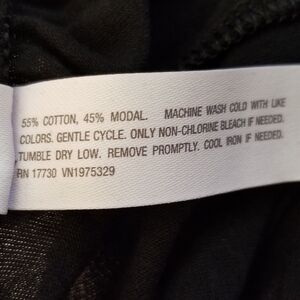 55% COTTON, 45% MODAL. MACHINE WASH COLD WITH LIKE
COLORS. GENTLE CYCLE. ONLY NON-CHLORINE BLEACH IF NEEDED.
TUMBLE DRY LOW. REMOVE PROMPTLY. COOL IRON IF NEEDED.
RN 17730 VN1975329